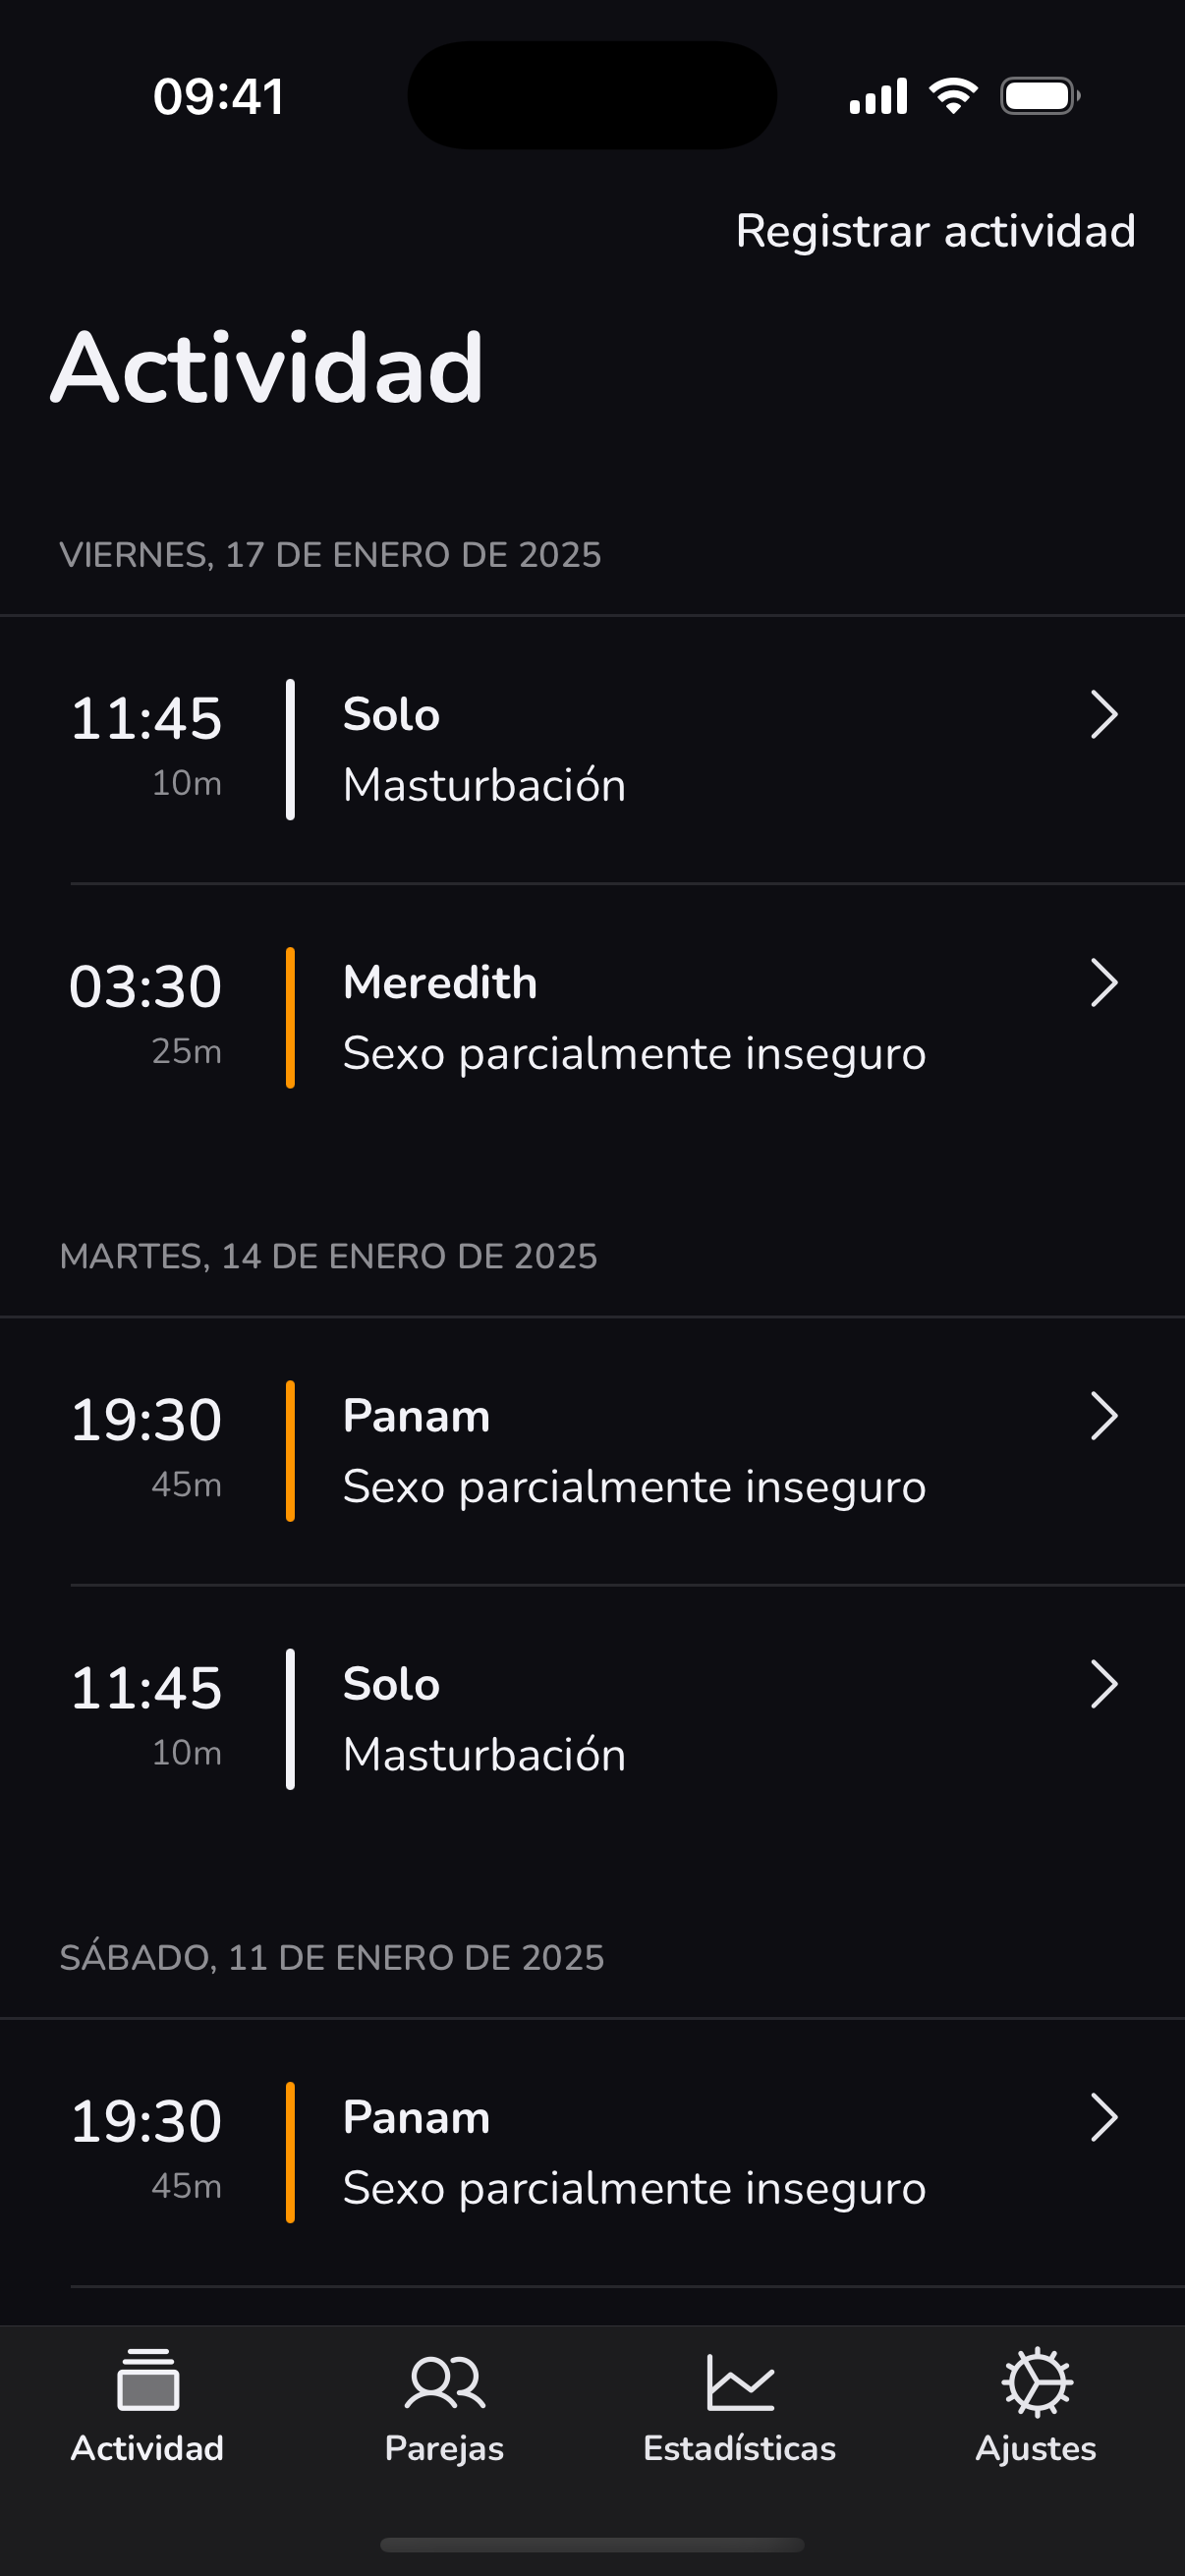 09:41
Registrar actividad
Actividad
VIERNES, 17 DE ENERO DE 2025
11:45
Solo
10m
Masturbación
03:30
Meredith
25m
Sexo parcialmente inseguro
MARTES, 14 DE ENERO DE 2025
19:30
Panam
45m
Sexo parcialmente inseguro
11:45
Solo
10m
Masturbación
SÁBADO, 11 DE ENERO DE 2025
19:30
Panam
45m
Sexo parcialmente inseguro
Actividad
Parejas
Estadísticas
Ajustes